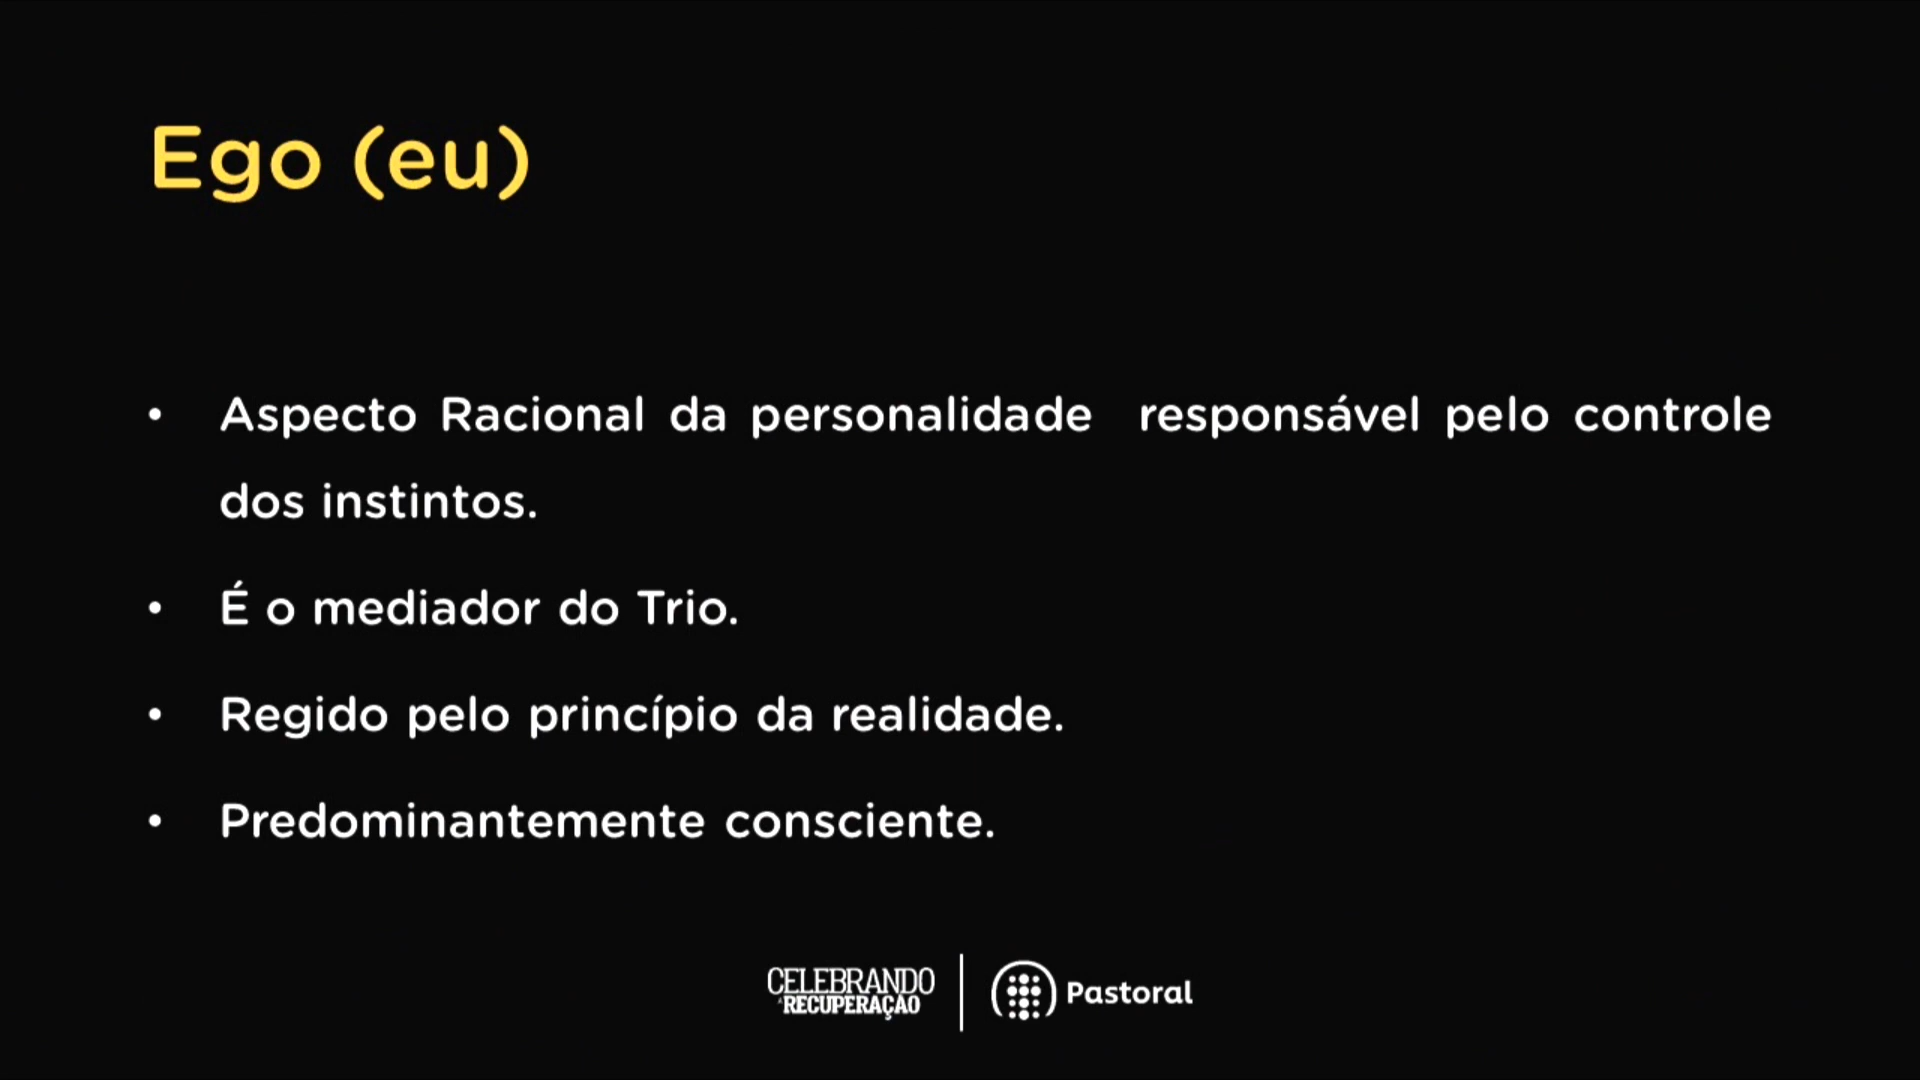 Ego (eu)
• Aspecto Racional da personalidade responsável pelo controle
dos instintos.
• É o mediador do Trio.
• Regido pelo princípio da realidade.
• Predominantemente consciente.
CELEBRANDO
A RECUPERAÇÃO
Pastoral